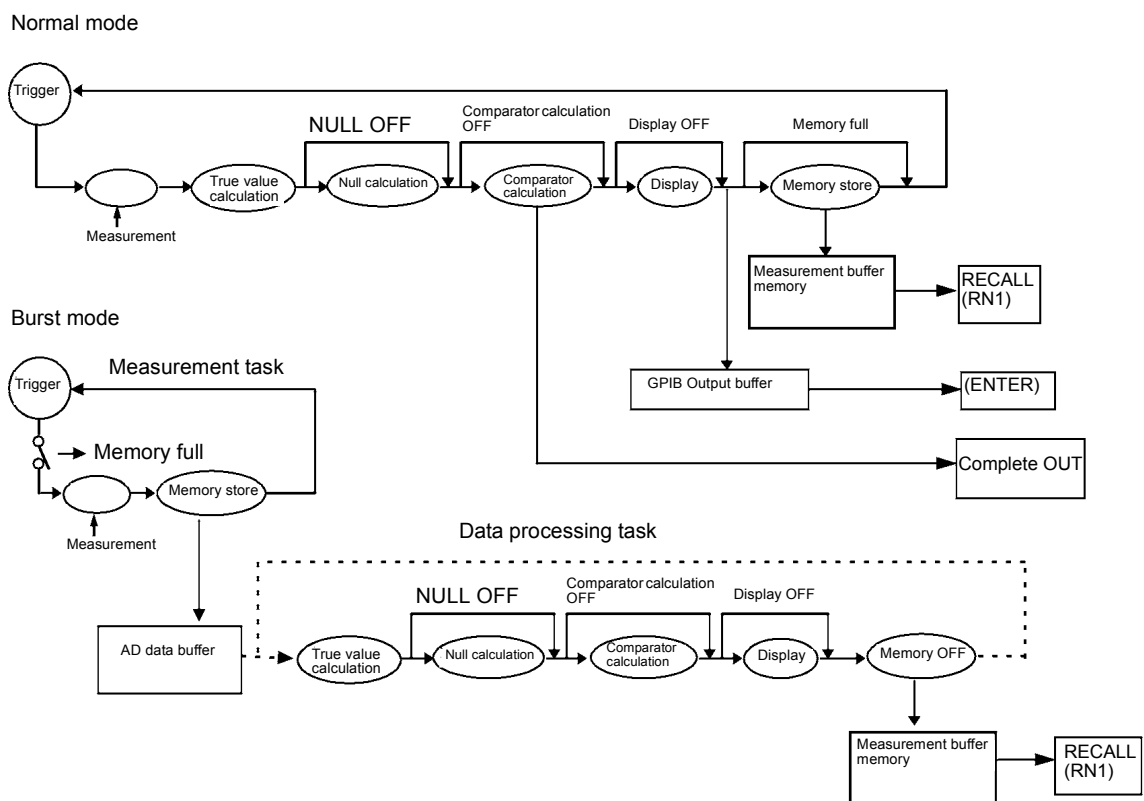 Normal mode
Trigger
NULL OFF
Comparator calculation
OFF
Display OFF
Memory full
True value
calculation
Null calculation
Comparator
calculation
Display
Memory store
Measurement
Measurement buffer
memory
RECALL
(RN1)
Burst mode
Measurement task
Trigger
GPIB Output buffer
(ENTER)
Memory full
Memory store
Complete OUT
Measurement
Data processing task
NULL OFF
Comparator calculation
OFF
Display OFF
AD data buffer
True value
calculation
Null calculation
Comparator
calculation
Display
Memory OFF
Measurement buffer
memory
RECALL
(RN1)